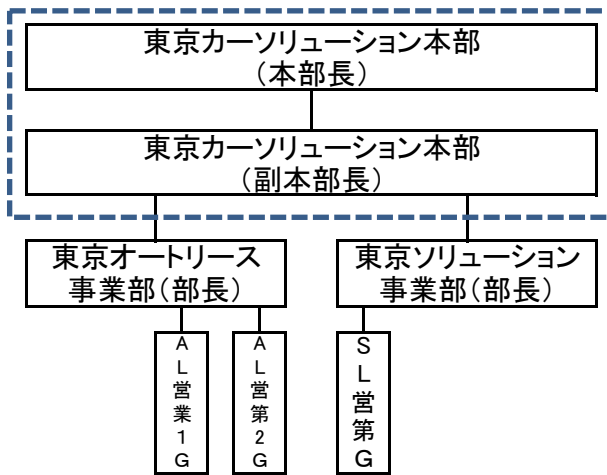 東京カーソリューション本部
(本部長)
東京カーソリューション本部
(副本部長)
東京オートリース
事業部(部長)
東京ソリューション
事業部(部長)
AL営業1G
AL営第2G
SL営第G